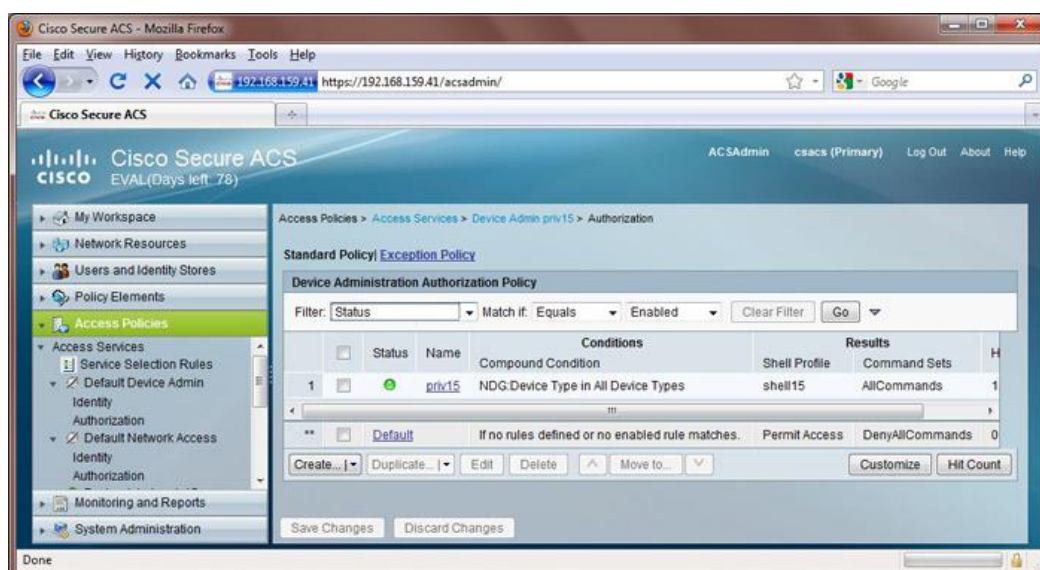 Cisco Secure ACS - Mozilla Firefox
File Edit View History Bookmarks Tools Help
192.168.159.41 https://192.168.159.41/acsadmin/
Google
Cisco Secure ACS
CISCO
Cisco Secure ACS
EVAL(Days left: 78)
ACSAdmin csacs (Primary) Log Out About Help
My Workspace
Network Resources
Users and Identity Stores
Policy Elements
Access Policies
Access Services
Service Selection Rules
Default Device Admin
Identity
Authorization
Default Network Access
Identity
Authorization
Monitoring and Reports
System Administration
Access Policies > Access Services > Device Admin priv15 > Authorization
Standard Policy| Exception Policy
Device Administration Authorization Policy
Filter: Status Match if: Equals Enabled Clear Filter Go
Conditions Results
Status Name Compound Condition Shell Profile Command Sets H
1 priv15 NDG:Device Type in All Device Types shell15 AllCommands 1
** Default If no rules defined or no enabled rule matches. Permit Access DenyAllCommands 0
Create... | Duplicate... | Edit Delete Move to... Customize Hit Count
Save Changes Discard Changes
Done